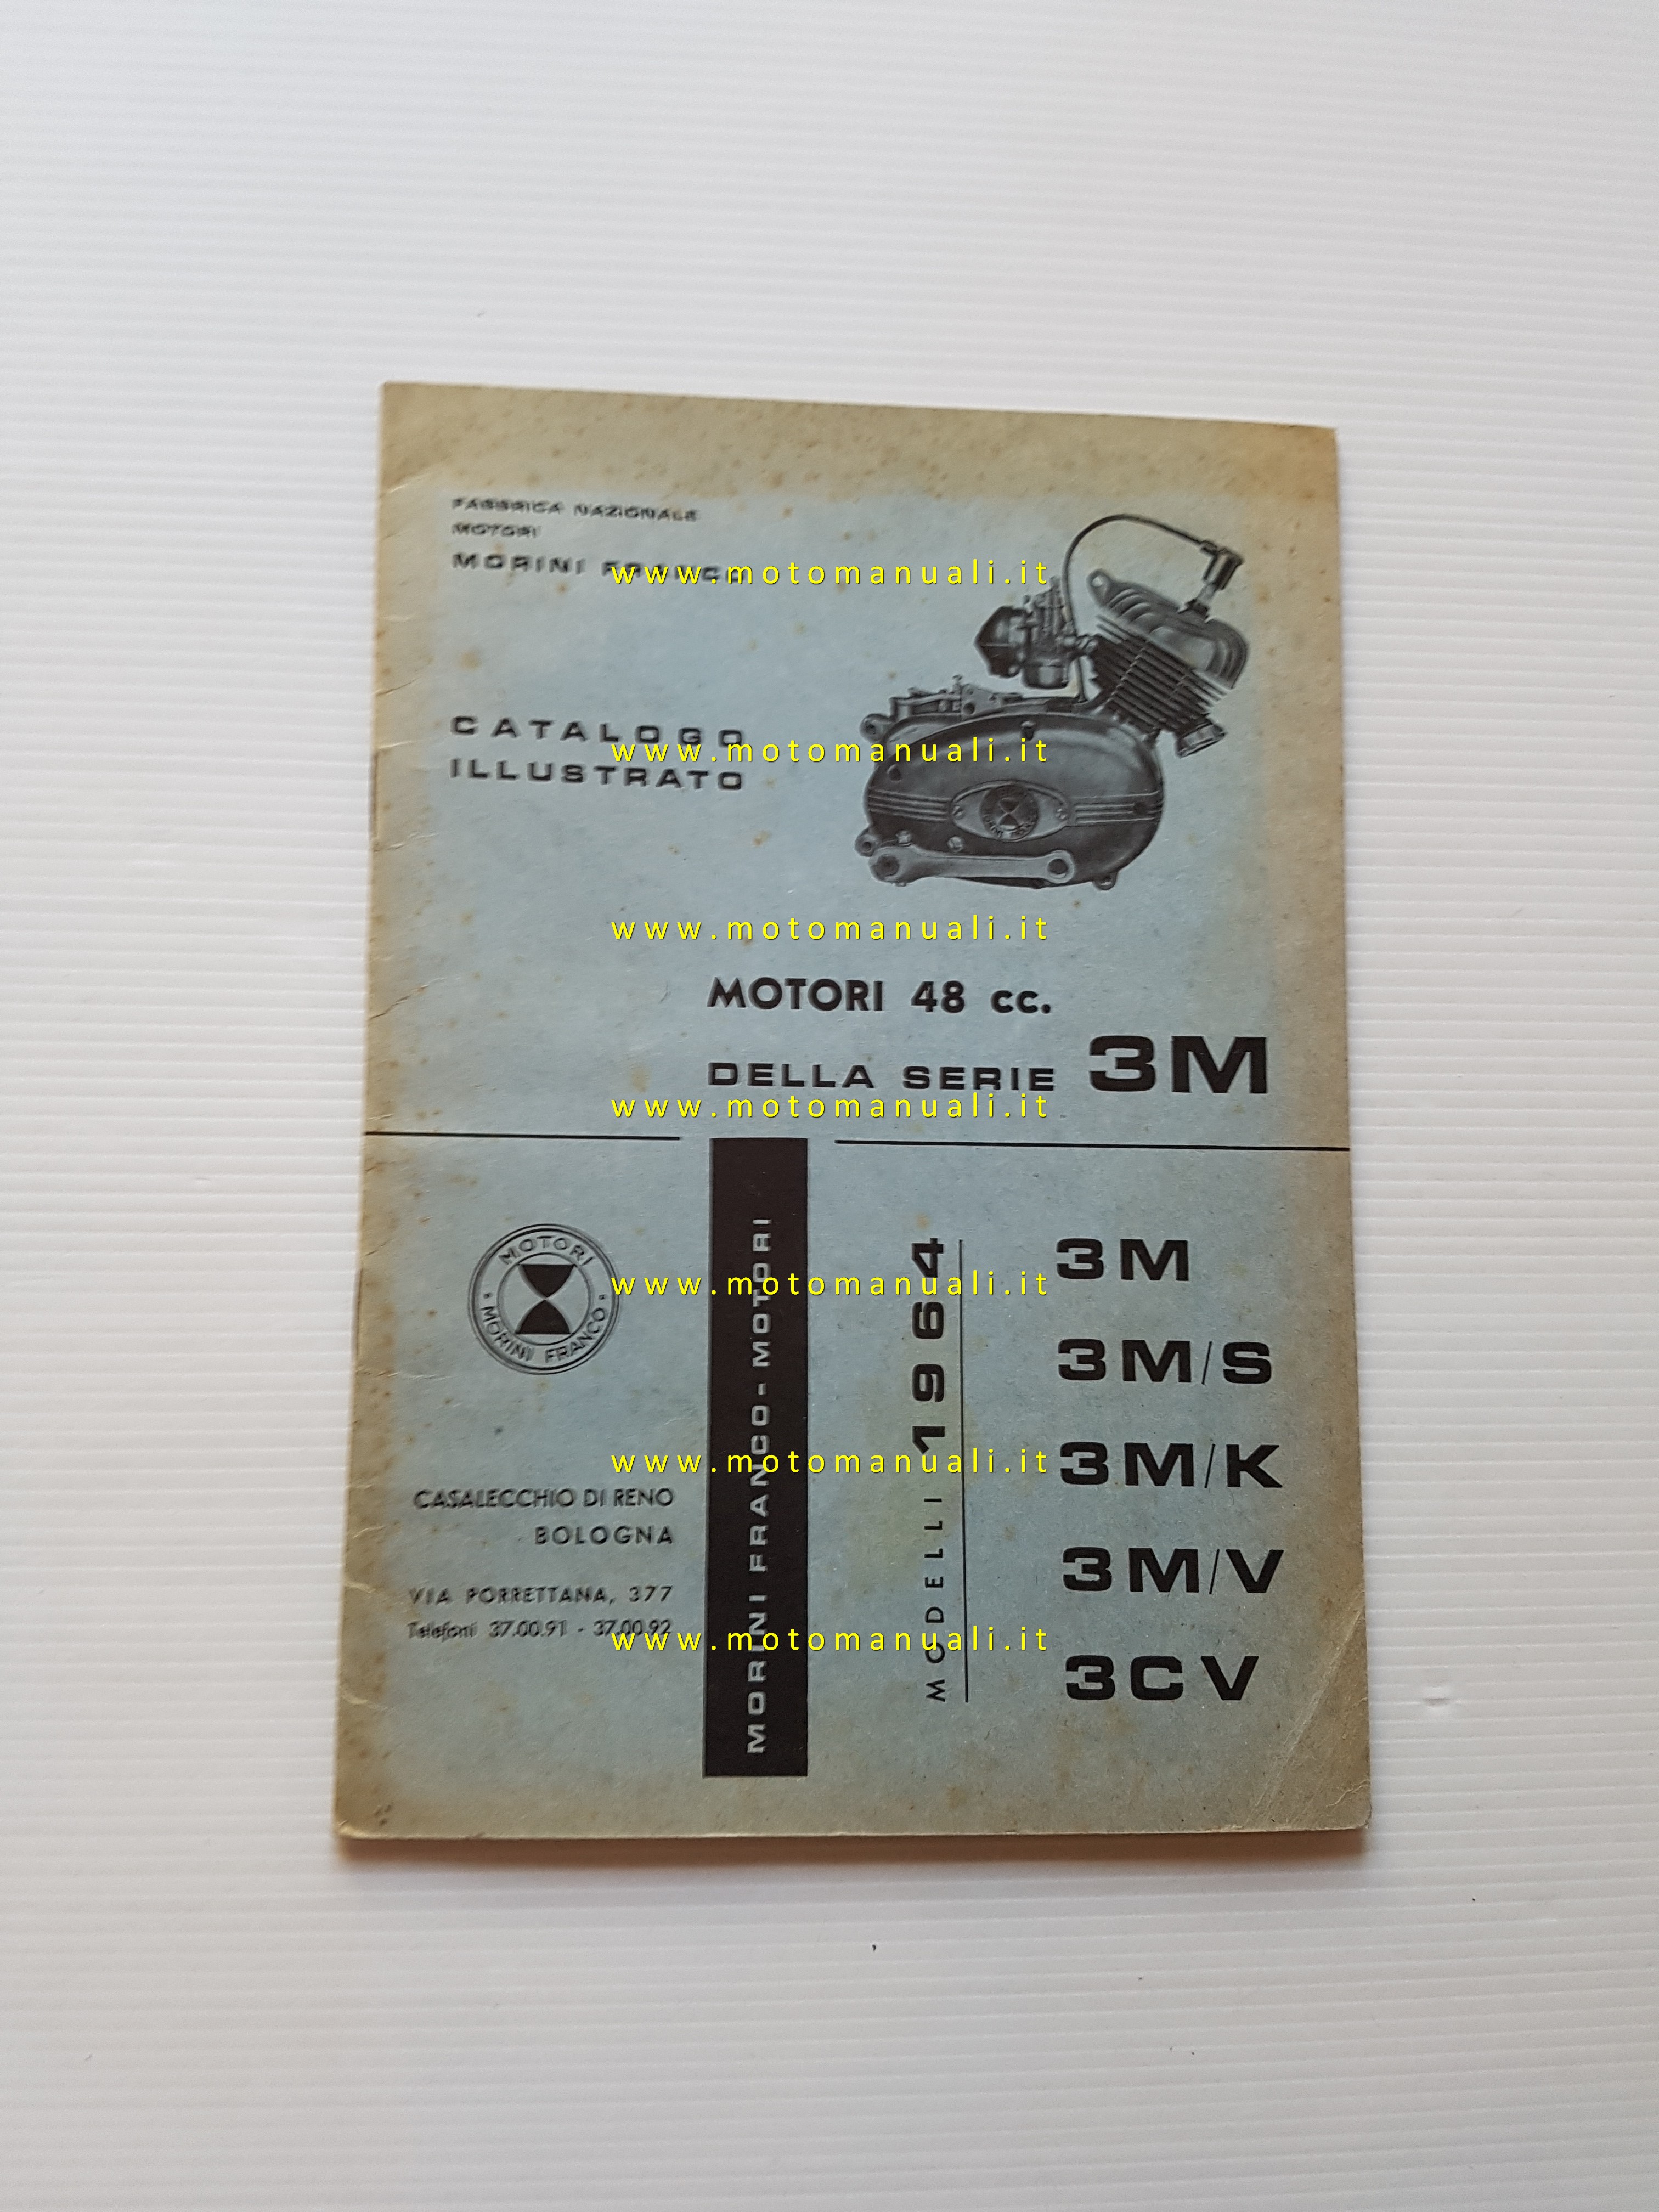 FABBRICA NAZIONALE
MOTORI
MORINI FRANCO
www.motomanuali.it
CATALOGO
www.motomanuali.it
ILLUSTRATO
www.motomanuali.it
MOTORI 48 cc.
DELLA SERIE 3M
www.motomanuali.it
MOTORI
MORINI FRANCO
www.motomanuali.it
www.motomanuali.it
CASALECCHIO DI RENO
BOLOGNA
VIA PORRETTANA, 377
Telefoni 37.00.91 - 37.00.92
www.motomanuali.it
MORINI FRANCO - MOTORI
MODELLI 1964
3M
3M/S
3M/K
3M/V
3CV